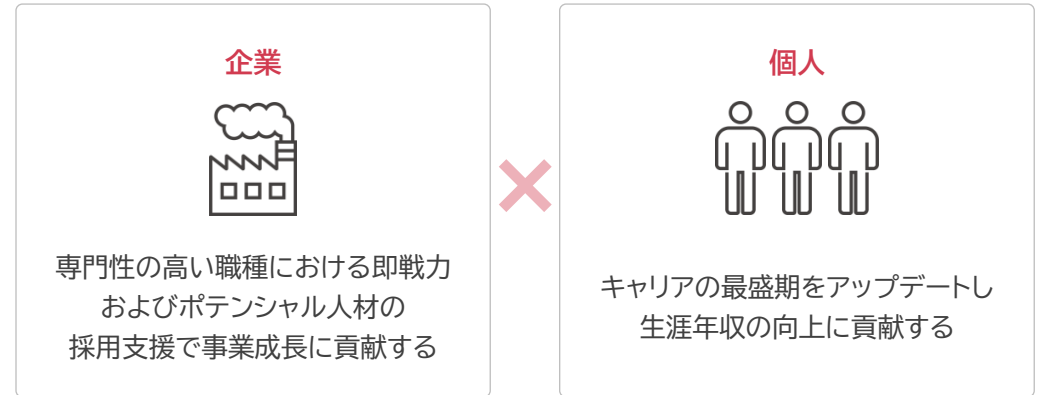 企業
専門性の高い職種における即戦力
およびポテンシャル人材の
採用支援で事業成長に貢献する
個人
キャリアの最盛期をアップデートし
生涯年収の向上に貢献する